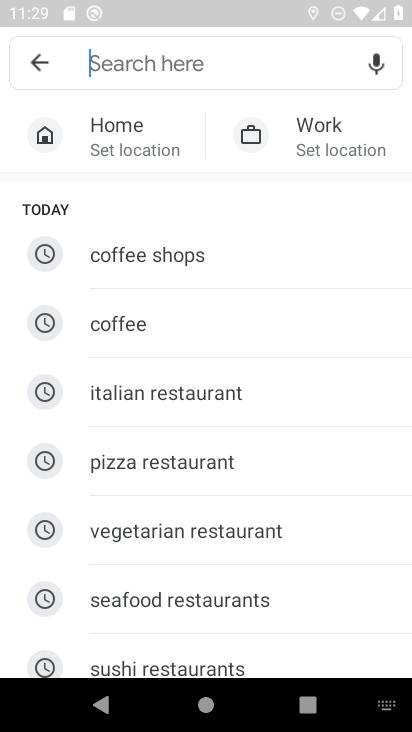 11:29
Search here
Home
Set location
Work
Set location
TODAY
coffee shops
coffee
italian restaurant
pizza restaurant
vegetarian restaurant
seafood restaurants
sushi restaurants